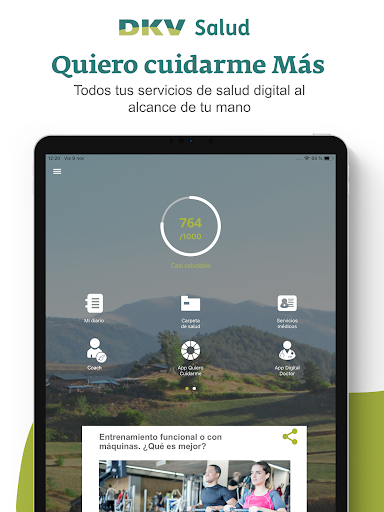 DKV Salud
Quiero cuidarme Más
Todos tus servicios de salud digital al
alcance de tu mano
12:20 Vie 9 nov
764
/1000
Casi saludable
Mi diario
Carpeta
de salud
Servicios
médicos
Coach
App Quiero
Cuidarme
App Digital
Doctor
Entrenamiento funcional o con
máquinas. ¿Qué es mejor?